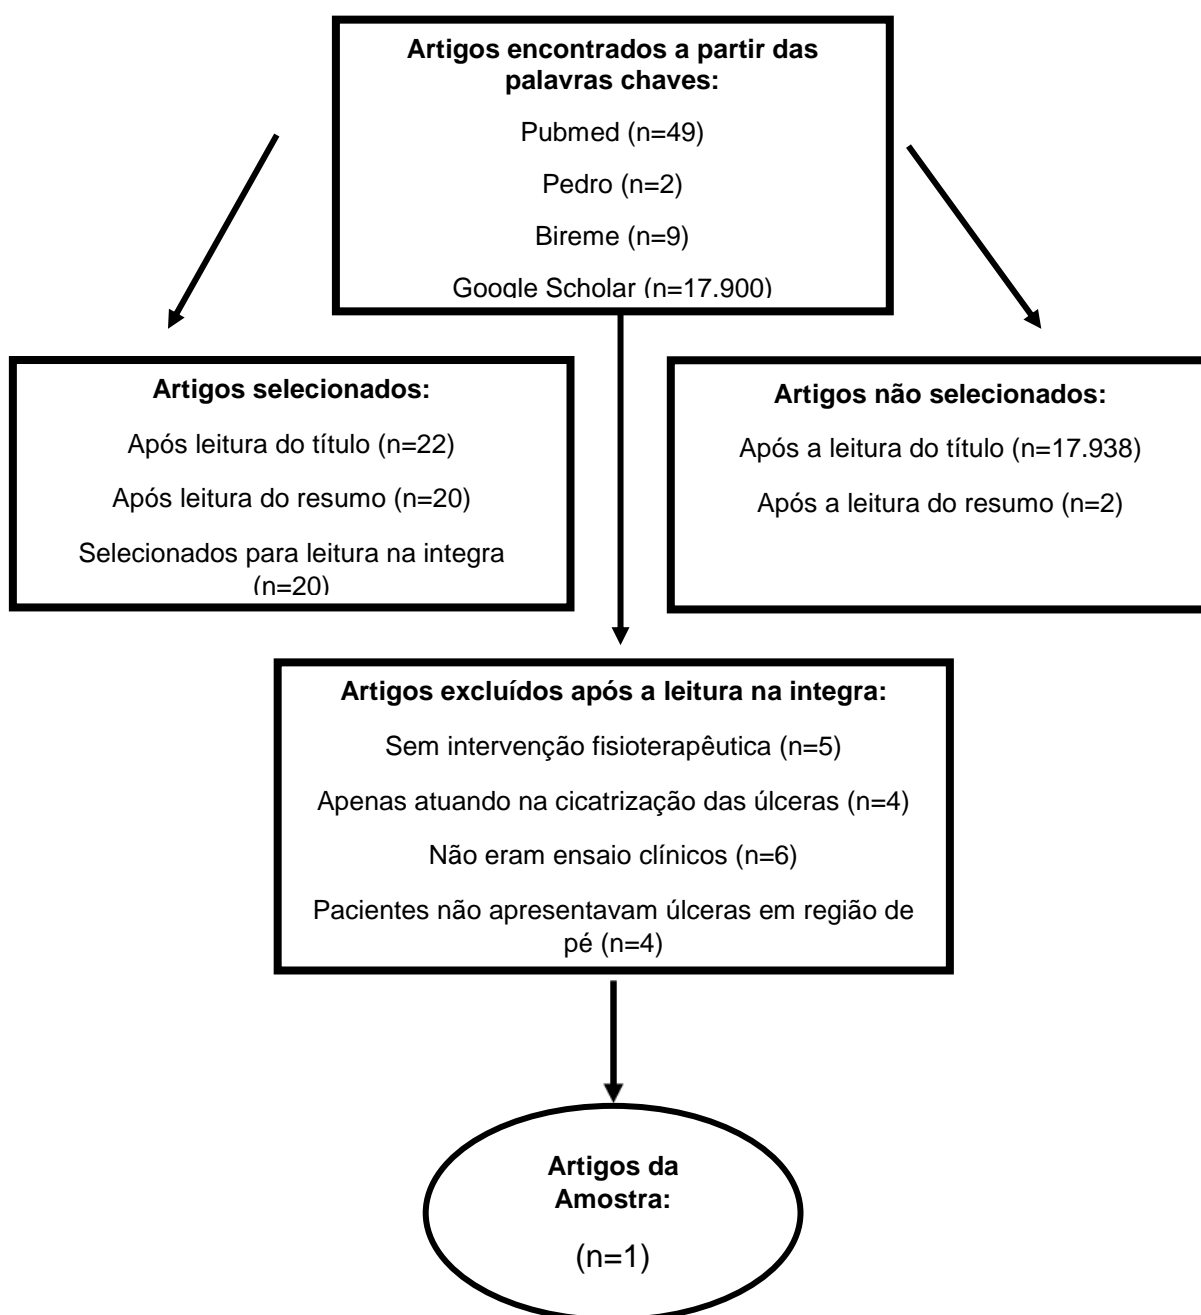 Artigos encontrados a partir das
palavras chaves:
Pubmed (n=49)
Pedro (n=2)
Bireme (n=9)
Google Scholar (n=17.900)
Artigos selecionados:
Após leitura do título (n=22)
Após leitura do resumo (n=20)
Selecionados para leitura na integra
(n=20)
Artigos não selecionados:
Após a leitura do título (n=17.938)
Após a leitura do resumo (n=2)
Artigos excluídos após a leitura na integra:
Sem intervenção fisioterapêutica (n=5)
Apenas atuando na cicatrização das úlceras (n=4)
Não eram ensaio clínicos (n=6)
Pacientes não apresentavam úlceras em região de
pé (n=4)
Artigos da
Amostra:
(n=1)